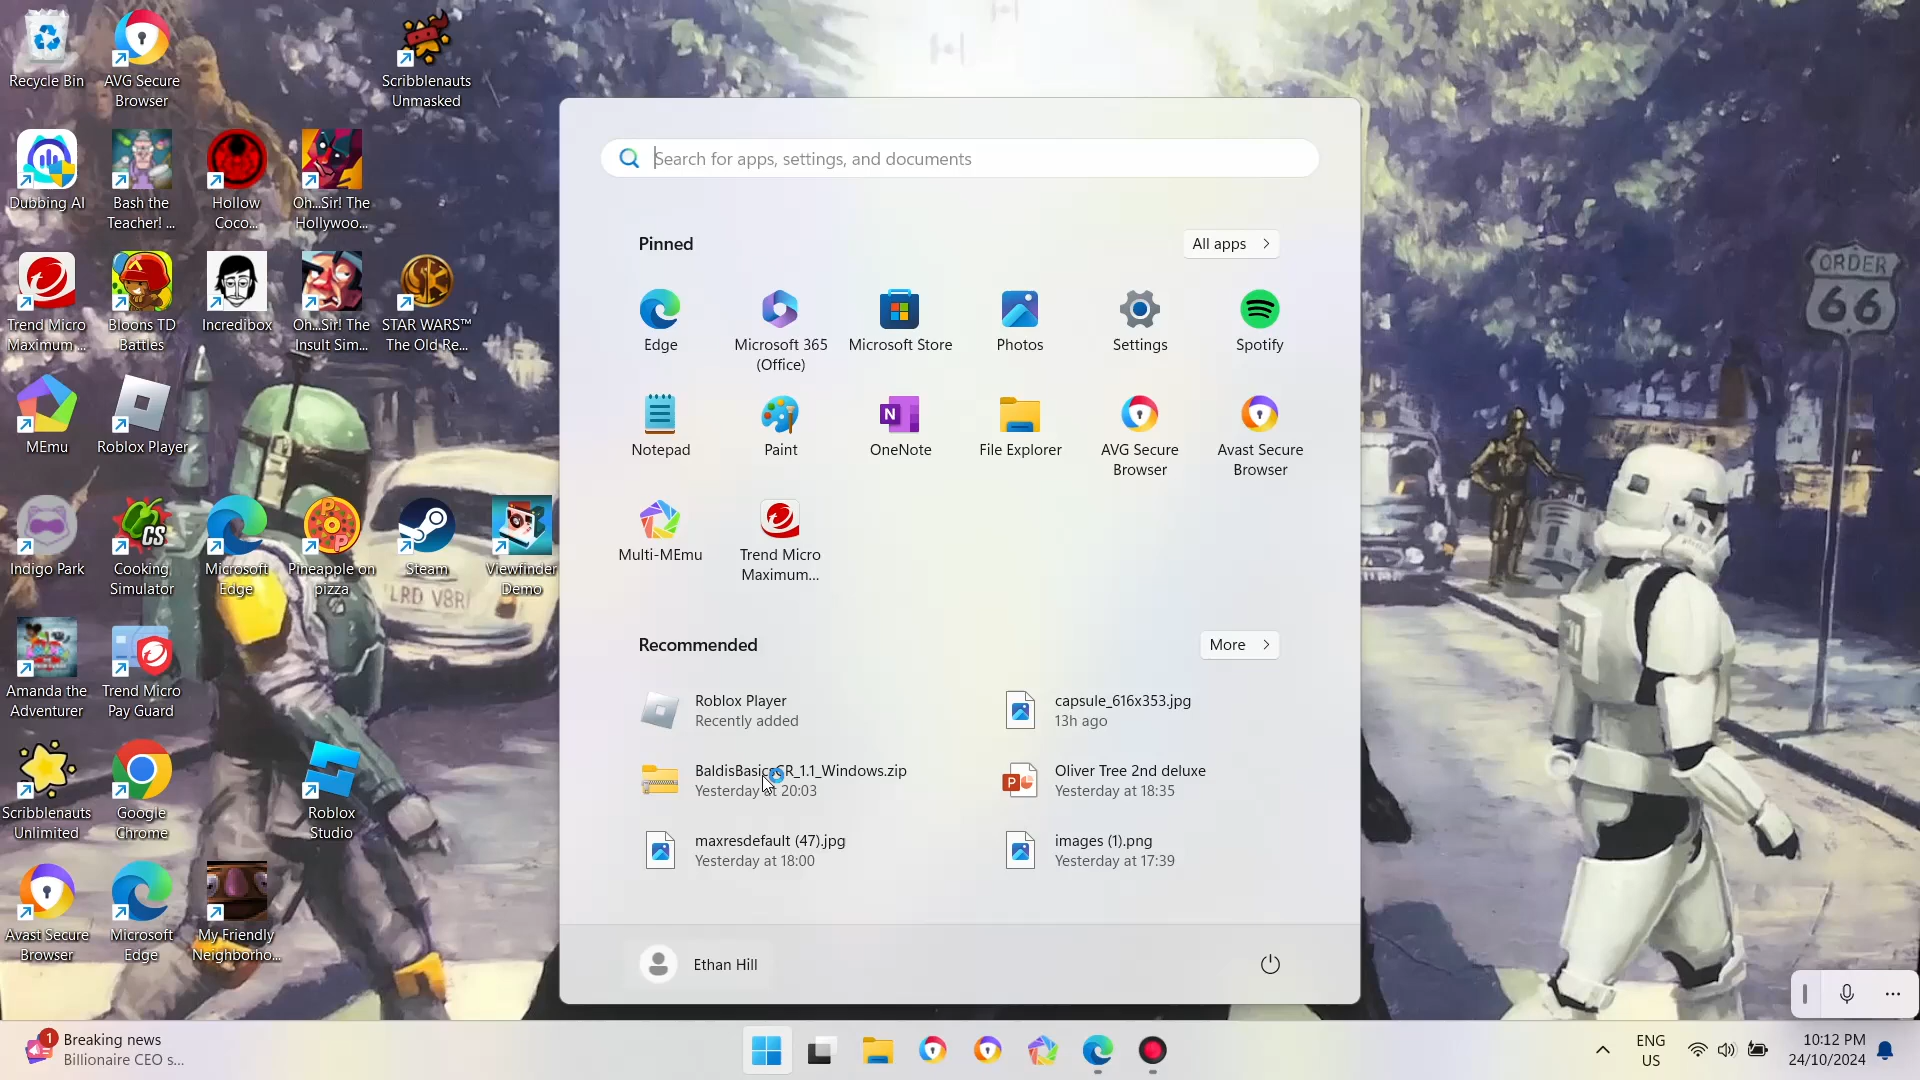 Recycle Bin
AVG Secure
Browser
Scribblenauts
Unmasked
Dubbing AI
Bash the
Teacher! ...
Hollow
Coco...
Oh...Sir! The
Hollywoo...
Trend Micro
Maximum ...
Bloons TD
Battles
Incredibox
Oh...Sir! The
Insult Sim...
STAR WARS™
The Old Re...
MEmu
Roblox Player
Indigo Park
Cooking
Simulator
Microsoft
Edge
Pineapple on
pizza
Steam
Viewfinder
Demo
Amanda the
Adventurer
Trend Micro
Pay Guard
Scribblenauts
Unlimited
Google
Chrome
Roblox
Studio
Avast Secure
Browser
Microsoft
Edge
My Friendly
Neighborho...
LRD V8R
ORDER
66
Search for apps, settings, and documents
Pinned
All apps
Edge
Microsoft 365
(Office)
Microsoft Store
Photos
Settings
Spotify
Notepad
Paint
OneNote
File Explorer
AVG Secure
Browser
Avast Secure
Browser
Multi-MEmu
Trend Micro
Maximum...
Recommended
More
Roblox Player
Recently added
capsule_616x353.jpg
13h ago
BaldisBasicsCR_1.1_Windows.zip
Yesterday at 20:03
Oliver Tree 2nd deluxe
Yesterday at 18:35
maxresdefault (47).jpg
Yesterday at 18:00
images (1).png
Yesterday at 17:39
Ethan Hill
1
Breaking news
Billionaire CEO s...
ENG
US
10:12 PM
24/10/2024